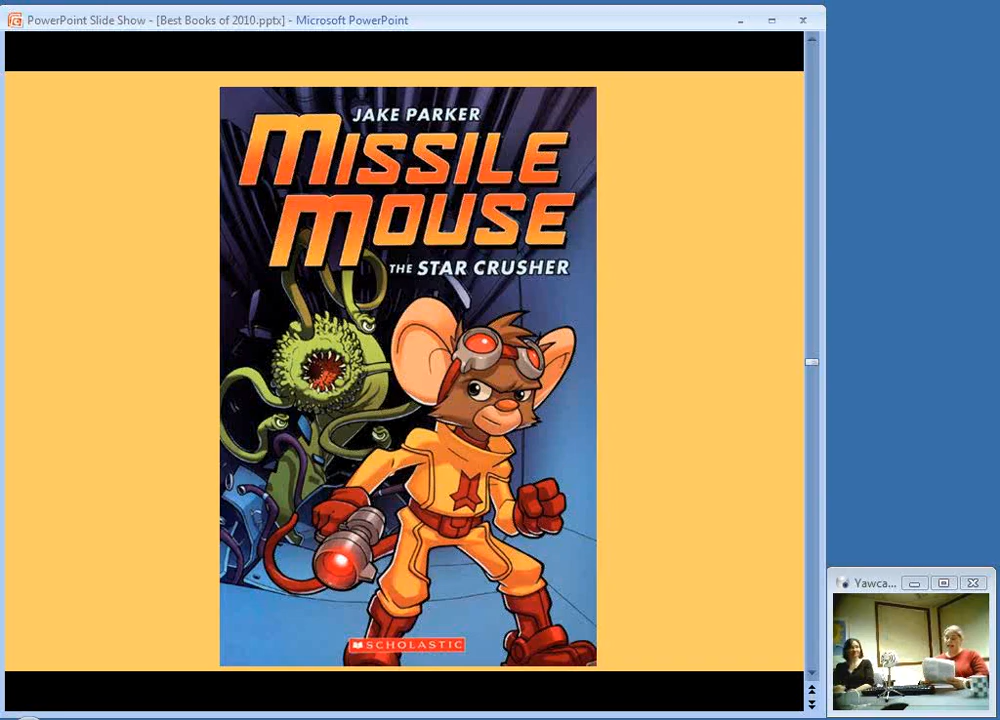 PowerPoint Slide Show - [Best Books of 2010.pptx] - Microsoft PowerPoint
JAKE PARKER
MISSILE
MOUSE
THE STAR CRUSHER
SCHOLASTIC
Yawca...